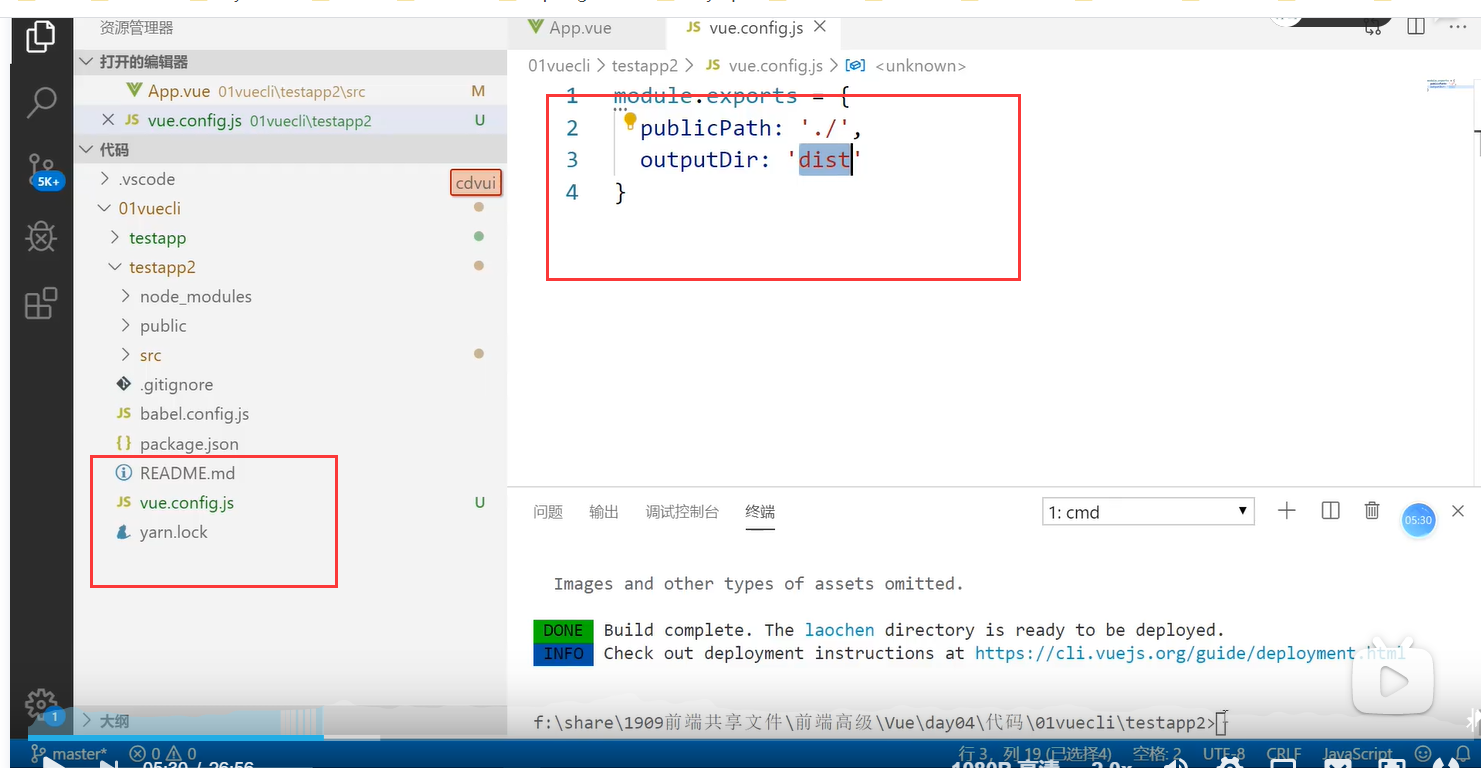 资源管理器
打开的编辑器
App.vue 01vuecli\testapp2\src M
JS vue.config.js 01vuecli\testapp2 U
代码
.vscode
cdvui
01vuecli
testapp
testapp2
node_modules
public
src
.gitignore
JS babel.config.js
{} package.json
README.md
JS vue.config.js U
yarn.lock
大纲
5K+
1
App.vue JS vue.config.js
01vuecli > testapp2 > JS vue.config.js > <unknown>
1 module.exports = {
2 publicPath: './',
3 outputDir: 'dist'
4 }
问题 输出 调试控制台 终端 1: cmd
05:30
Images and other types of assets omitted.
DONE Build complete. The laochen directory is ready to be deployed.
INFO Check out deployment instructions at https://cli.vuejs.org/guide/deployment.html
f:\share\1909前端共享文件\前端高级\Vue\day04\代码\01vuecli\testapp2>
master* 0 0 行 3，列 19 (已选择4) 空格: 2 UTF-8 CRLF JavaScript
05:30 / 26:56 1080P 高清 2.0x